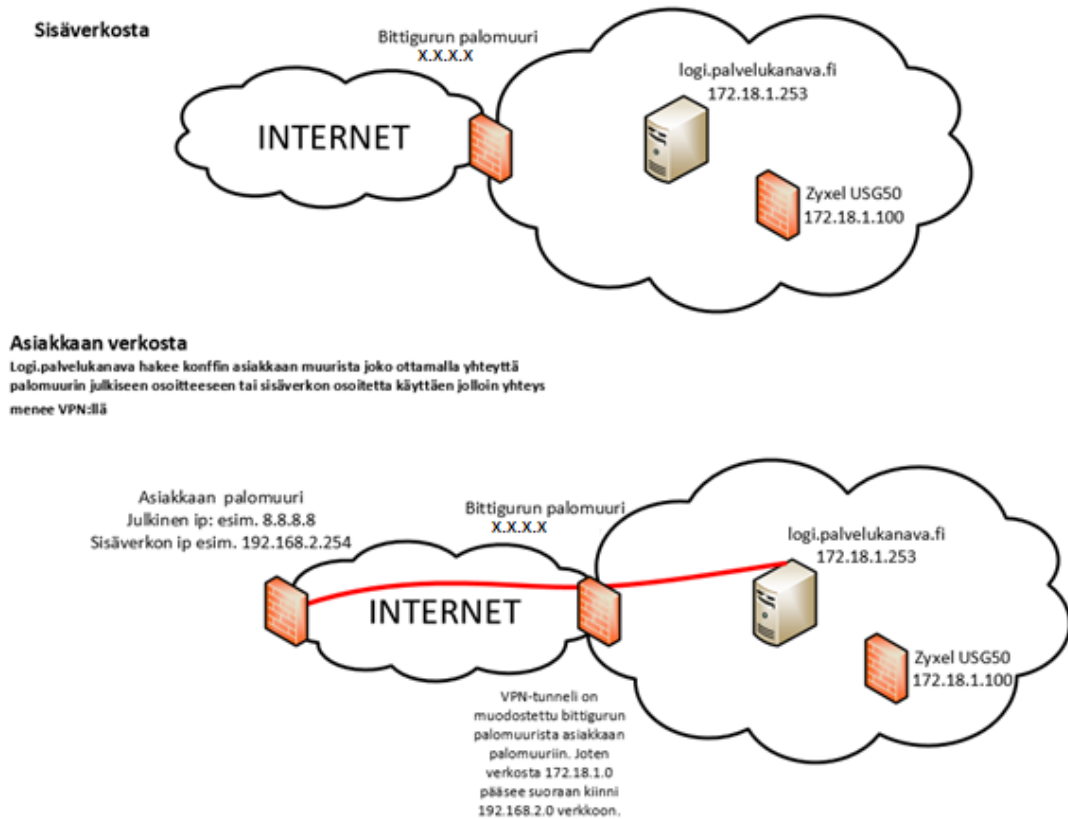 Sisäverkosta
Bittigurun palomuuri
X.X.X.X
logi.palvelukanava.fi
172.18.1.253
INTERNET
Zyxel USG50
172.18.1.100
Asiakkaan verkosta
Logi.palvelukanava hakee konffin asiakkaan muurista joko ottamalla yhteyttä
palomuurin julkiseen osoitteeseen tai sisäverkon osoitetta käyttäen jolloin yhteys
menee VPN:llä
Asiakkaan palomuuri
Julkinen ip: esim. 8.8.8.8
Sisäverkon ip esim. 192.168.2.254
Bittigurun palomuuri
X.X.X.X
logi.palvelukanava.fi
172.18.1.253
INTERNET
Zyxel USG50
172.18.1.100
VPN-tunneli on
muodostettu bittigurun
palomuurista asiakkaan
palomuuriin. Joten
verkosta 172.18.1.0
pääsee suoraan kiinni
192.168.2.0 verkkoon.